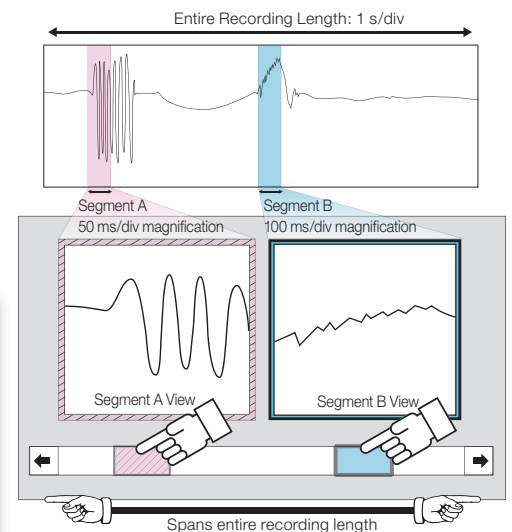 Entire Recording Length: 1 s/div
Segment A
50 ms/div magnification
Segment B
100 ms/div magnification
Segment A View
Segment B View
Spans entire recording length